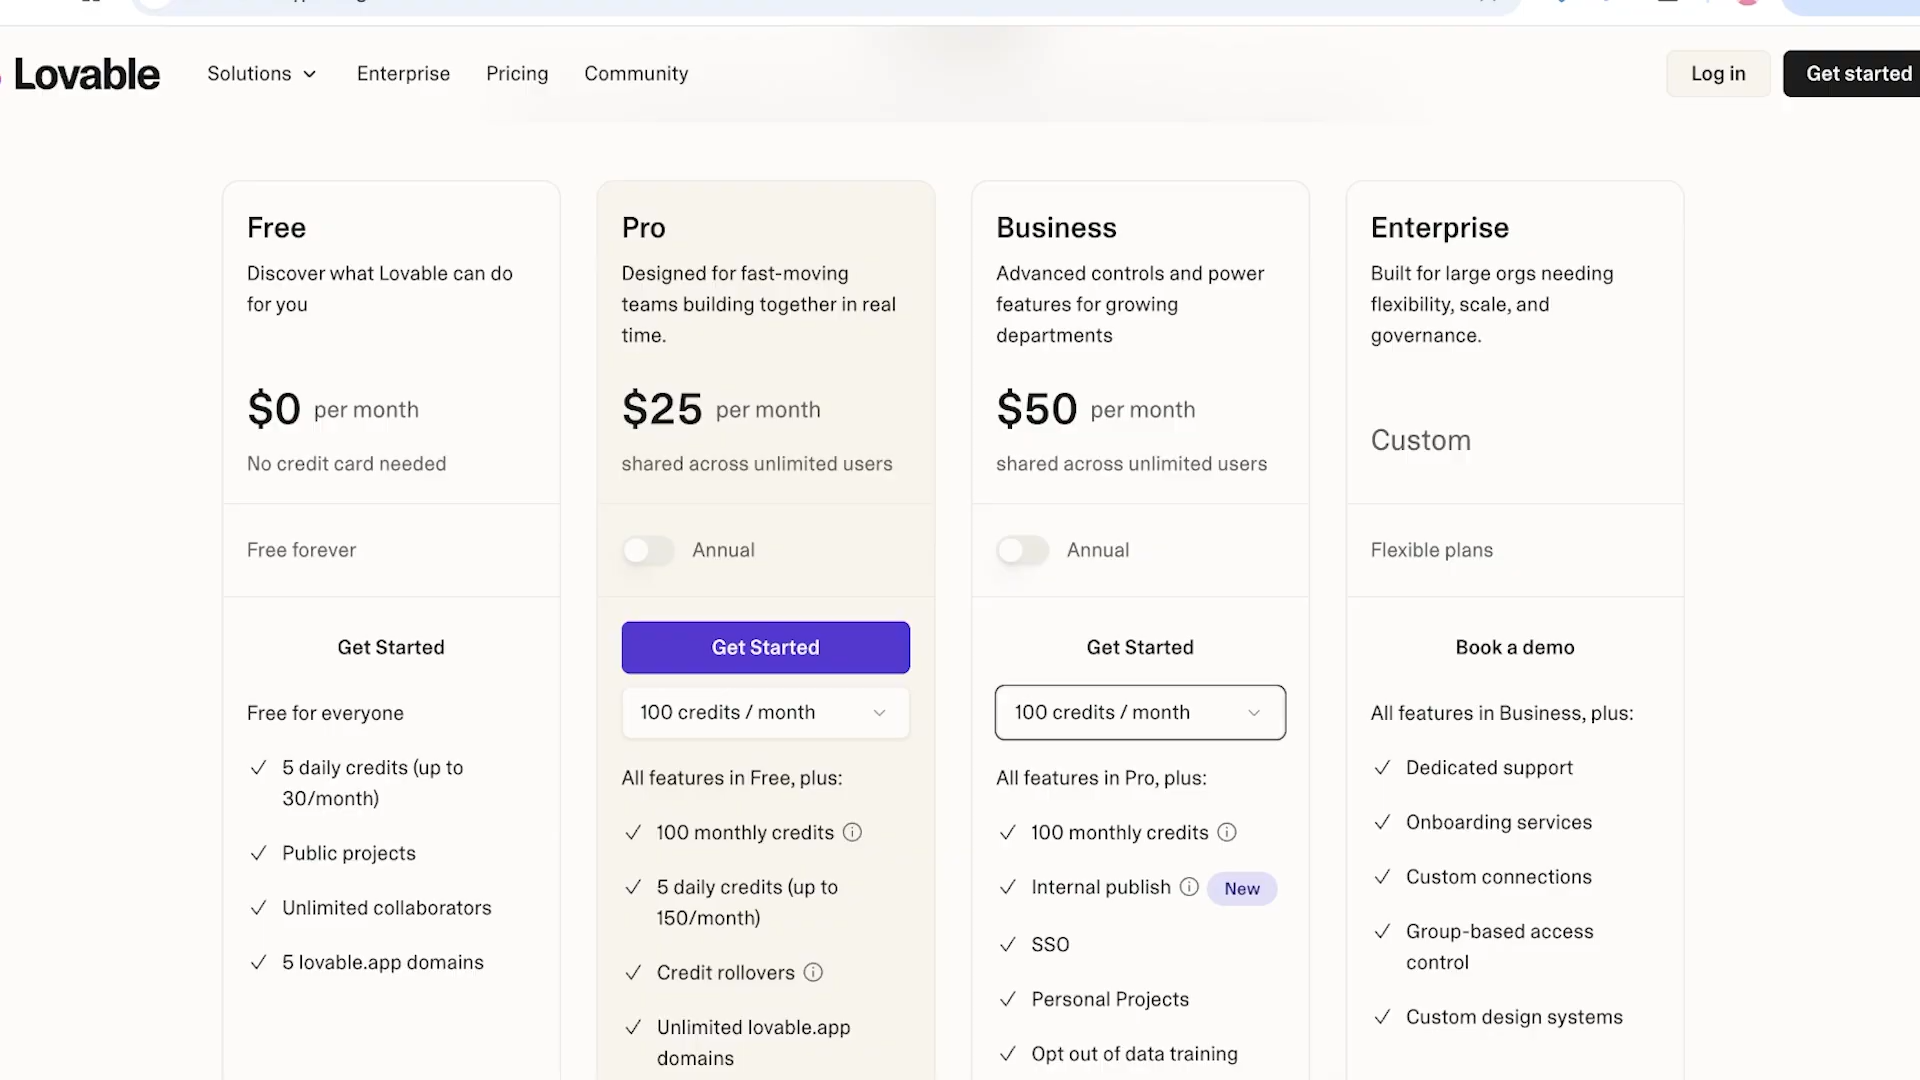 Lovable
Solutions
Enterprise
Pricing
Community
Log in
Get started
Free
Discover what Lovable can do
for you
$0 per month
No credit card needed
Free forever
Get Started
Free for everyone
5 daily credits (up to
30/month)
Public projects
Unlimited collaborators
5 lovable.app domains
Pro
Designed for fast-moving
teams building together in real
time.
$25 per month
shared across unlimited users
Annual
Get Started
100 credits / month
All features in Free, plus:
100 monthly credits
5 daily credits (up to
150/month)
Credit rollovers
Unlimited lovable.app
domains
Business
Advanced controls and power
features for growing
departments
$50 per month
shared across unlimited users
Annual
Get Started
100 credits / month
All features in Pro, plus:
100 monthly credits
Internal publish New
SSO
Personal Projects
Opt out of data training
Enterprise
Built for large orgs needing
flexibility, scale, and
governance.
Custom
Flexible plans
Book a demo
All features in Business, plus:
Dedicated support
Onboarding services
Custom connections
Group-based access
control
Custom design systems